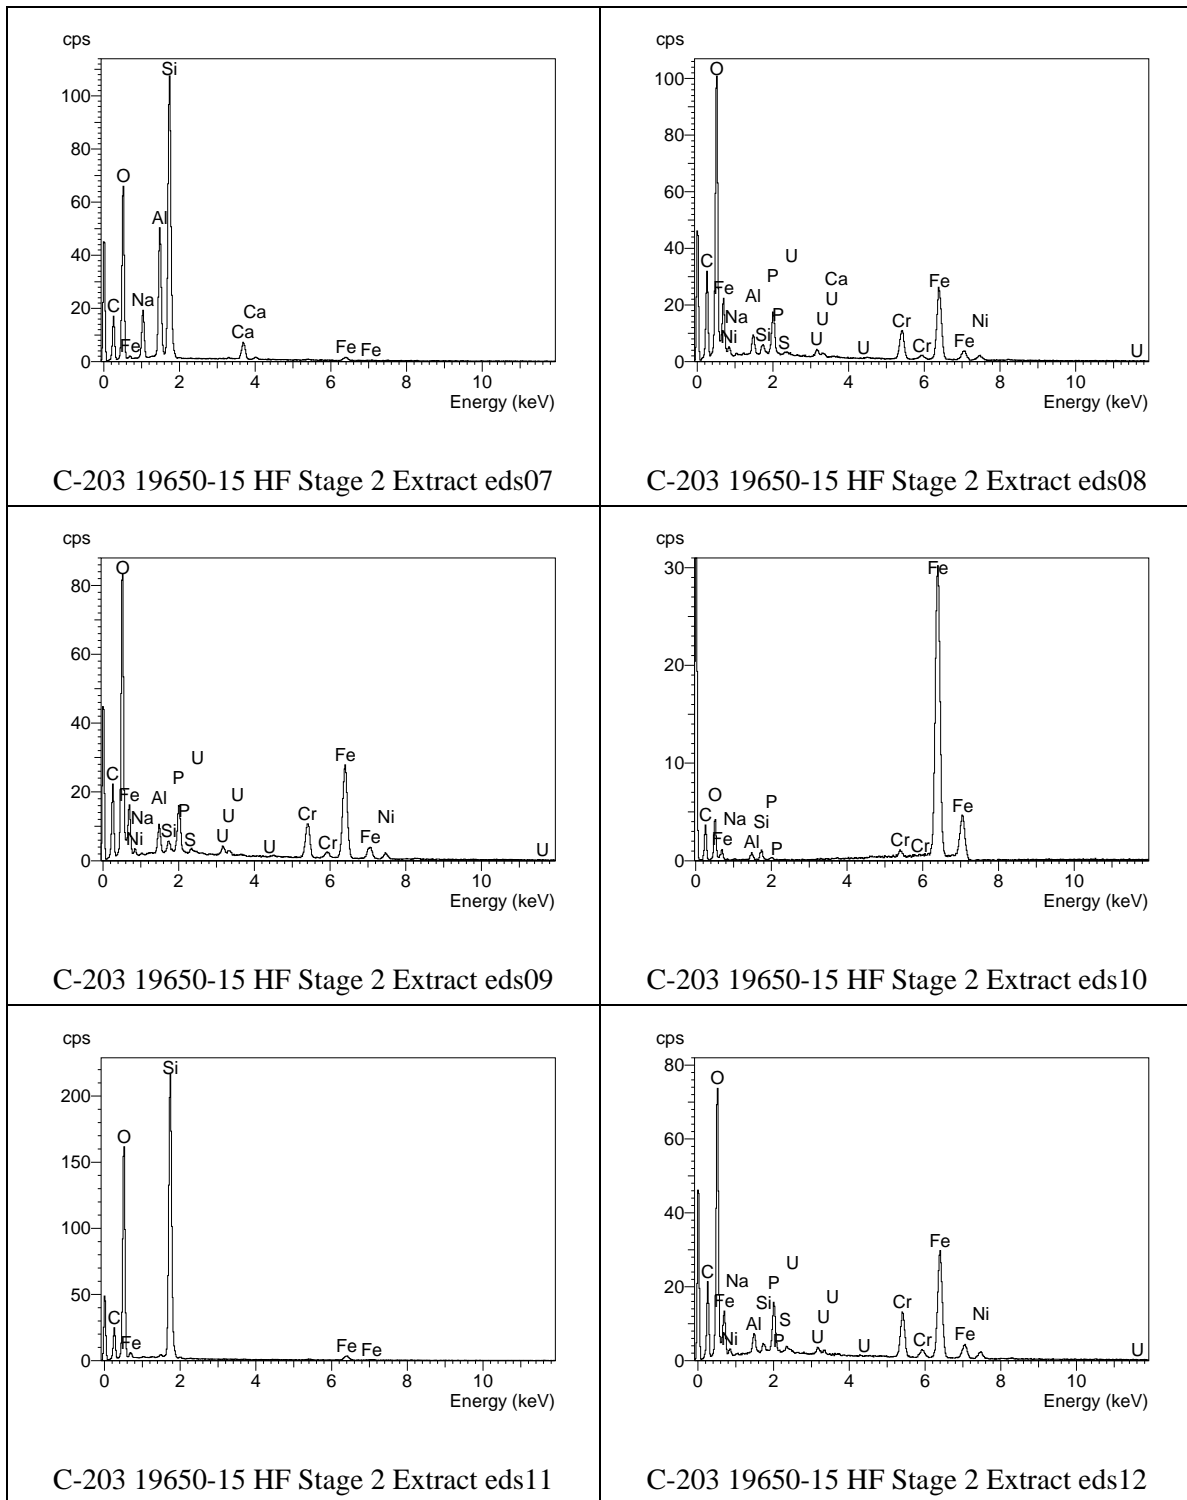 cps
Si
100
80
O
60
Al
40
Na
20
C
Ca
Ca
Fe
Fe
Fe
0
0 2 4 6 8 10
Energy (keV)
C-203 19650-15 HF Stage 2 Extract eds07
cps
O
100
80
60
40
U
P
Ca
C
Fe
Al
U
Fe
20
Na
U
Cr
Ni
Ni
Si
P
S
U
U
Cr
Fe
U
0
0 2 4 6 8 10
Energy (keV)
C-203 19650-15 HF Stage 2 Extract eds08
cps
O
80
60
40
U
Fe
C
P
20
Fe
Al
U
Na
U
Cr
Ni
Ni
Si
P
S
U
U
Cr
Fe
U
0
0 2 4 6 8 10
Energy (keV)
C-203 19650-15 HF Stage 2 Extract eds09
cps
30
Fe
20
10
O
P
Fe
C
Na
Si
Fe
Al
P
Cr
Cr
0
0 2 4 6 8 10
Energy (keV)
C-203 19650-15 HF Stage 2 Extract eds10
cps
Si
200
O
150
100
50
C
Fe
Fe
Fe
0
0 2 4 6 8 10
Energy (keV)
C-203 19650-15 HF Stage 2 Extract eds11
cps
80
O
60
40
U
Fe
C
Na
P
20
Fe
Si
U
Cr
Ni
Ni
Al
S
U
P
U
U
Cr
Fe
U
0
0 2 4 6 8 10
Energy (keV)
C-203 19650-15 HF Stage 2 Extract eds12